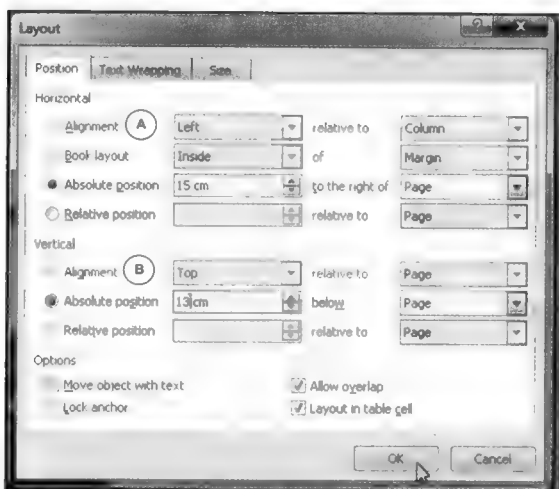 Layout
Position Text Wrapping Size
Horizontal
Alignment A Left relative to Column
Book layout Inside of Margin
Absolute position 15 cm to the right of Page
Relative position relative to Page
Vertical
Alignment B Top relative to Page
Absolute position 13 cm below Page
Relative position relative to Page
Options
Move object with text Allow overlap
Lock anchor Layout in table cell
OK Cancel